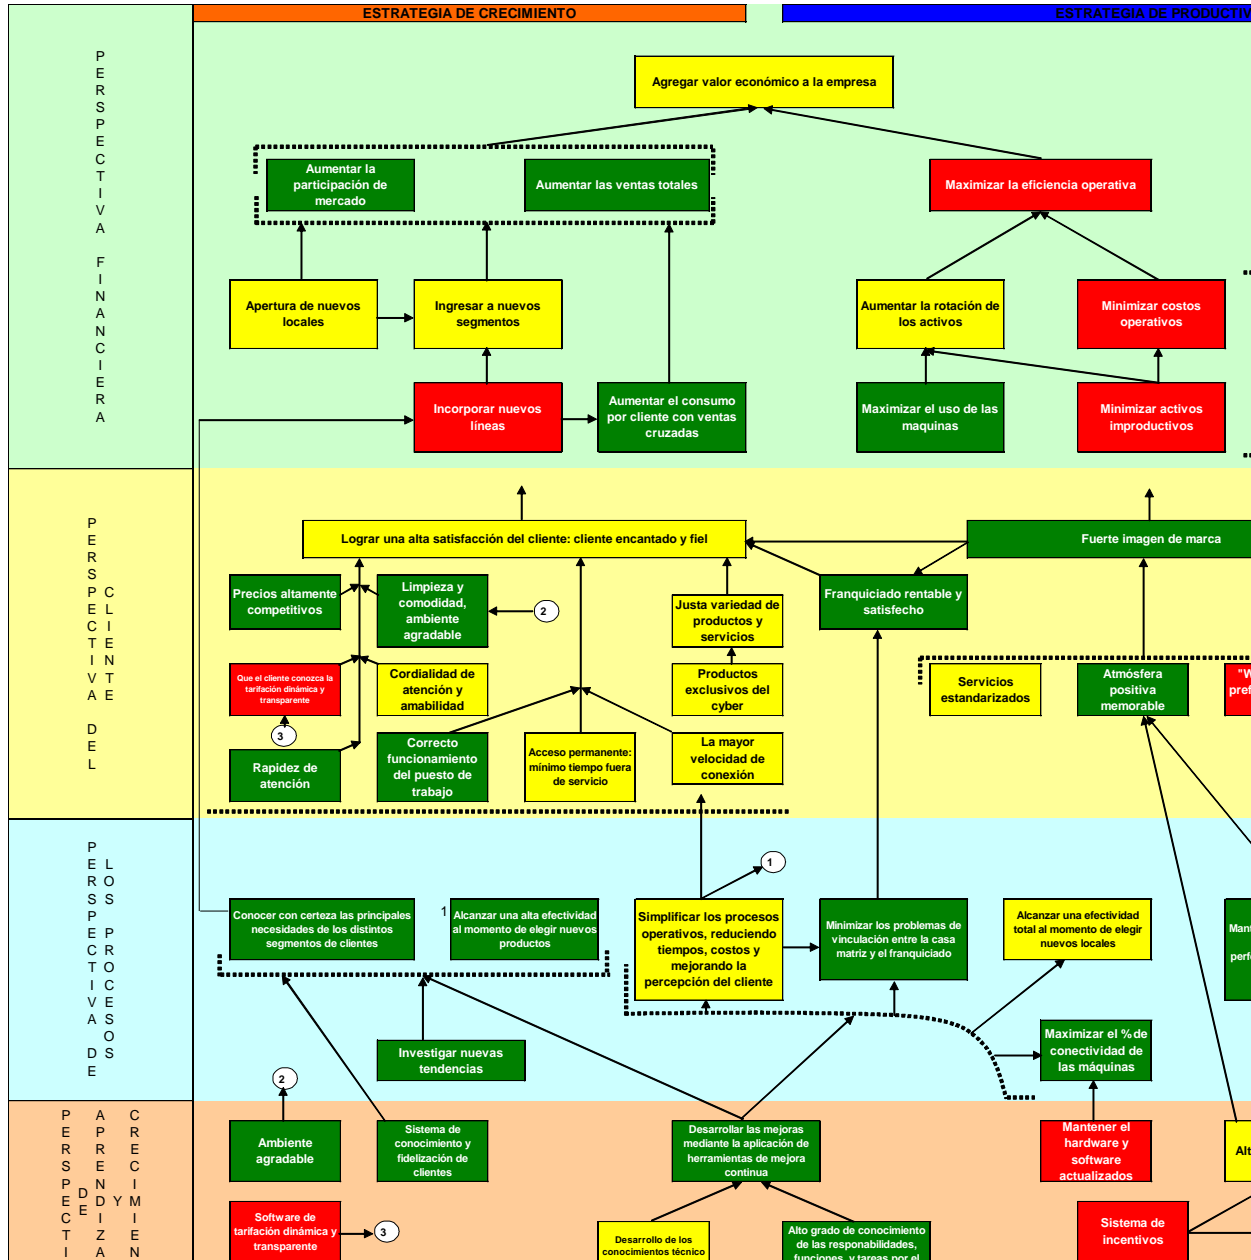 ESTRATEGIA DE CRECIMIENTO
ESTRATEGIA DE PRODUCTIV
PERSPECTIVA FINANCIERA
Agregar valor económico a la empresa
Aumentar la
participación de
mercado
Aumentar las ventas totales
Maximizar la eficiencia operativa
Apertura de nuevos
locales
Ingresar a nuevos
segmentos
Aumentar la rotación de
los activos
Minimizar costos
operativos
Incorporar nuevos
líneas
Aumentar el consumo
por cliente con ventas
cruzadas
Maximizar el uso de las
maquinas
Minimizar activos
improductivos
PERSPECTIVA DEL
CLIENTE
Lograr una alta satisfacción del cliente: cliente encantado y fiel
Fuerte imagen de marca
Precios altamente
competitivos
Limpieza y
comodidad,
ambiente
agradable
2
Justa variedad de
productos y
servicios
Franquiciado rentable y
satisfecho
Que el cliente conozca la
tarifación dinámica y
transparente
Cordialidad de
atención y
amabilidad
Productos
exclusivos del
cyber
Servicios
estandarizados
Atmósfera
positiva
memorable
"W
pref
3
Rapidez de
atención
Correcto
funcionamiento
del puesto de
trabajo
Acceso permanente:
mínimo tiempo fuera
de servicio
La mayor
velocidad de
conexión
PERSPECTIVA DE
LOS PROCESOS
1
Conocer con certeza las principales
necesidades de los distintos
segmentos de clientes
1
Alcanzar una alta efectividad
al momento de elegir nuevos
productos
Simplificar los procesos
operativos, reduciendo
tiempos, costos y
mejorando la
percepción del cliente
Minimizar los problemas de
vinculación entre la casa
matriz y el franquiciado
Alcanzar una efectividad
total al momento de elegir
nuevos locales
Mant
perfe
Investigar nuevas
tendencias
Maximizar el % de
conectividad de
las máquinas
2
PERSPECTI
DE
APRENDIZA
Y
CRECIMIEN
Ambiente
agradable
Sistema de
conocimiento y
fidelización de
clientes
Desarrollar las mejoras
mediante la aplicación de
herramientas de mejora
continua
Mantener el
hardware y
software
actualizados
Alt
Software de
tarifación dinámica y
transparente
3
Desarrollo de los
conocimientos técnico
Alto grado de conocimiento
de las responabilidades,
funciones, y tareas por el
Sistema de
incentivos